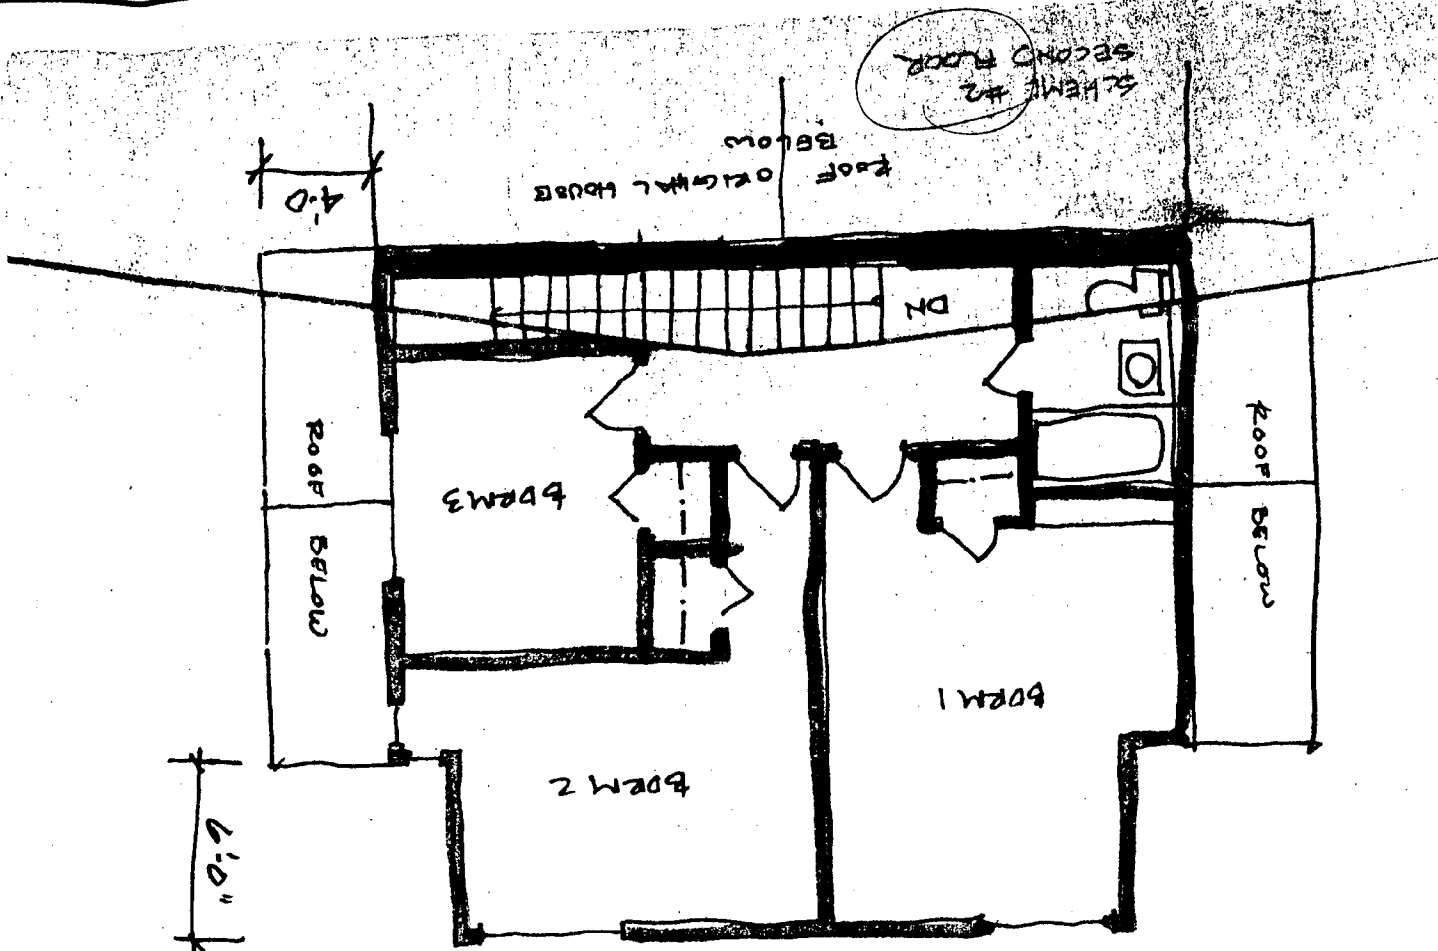 BDRM 1
BDRM 2
BDRM 3
DN
ROOF BELOW
ROOF BELOW
ROOF ORIGINAL HOUSE
BELOW
4'-0
6'-0"
SCHEME #2
SECOND FLOOR